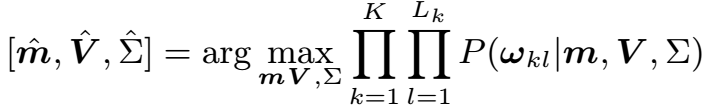 $[\hat{\boldsymbol{m}}, \hat{\boldsymbol{V}}, \hat{\Sigma}] = \arg \max_{\boldsymbol{m}\boldsymbol{V},\Sigma} \prod_{k=1}^{K} \prod_{l=1}^{L_k} P(\boldsymbol{\omega}_{kl}|\boldsymbol{m}, \boldsymbol{V}, \Sigma)$